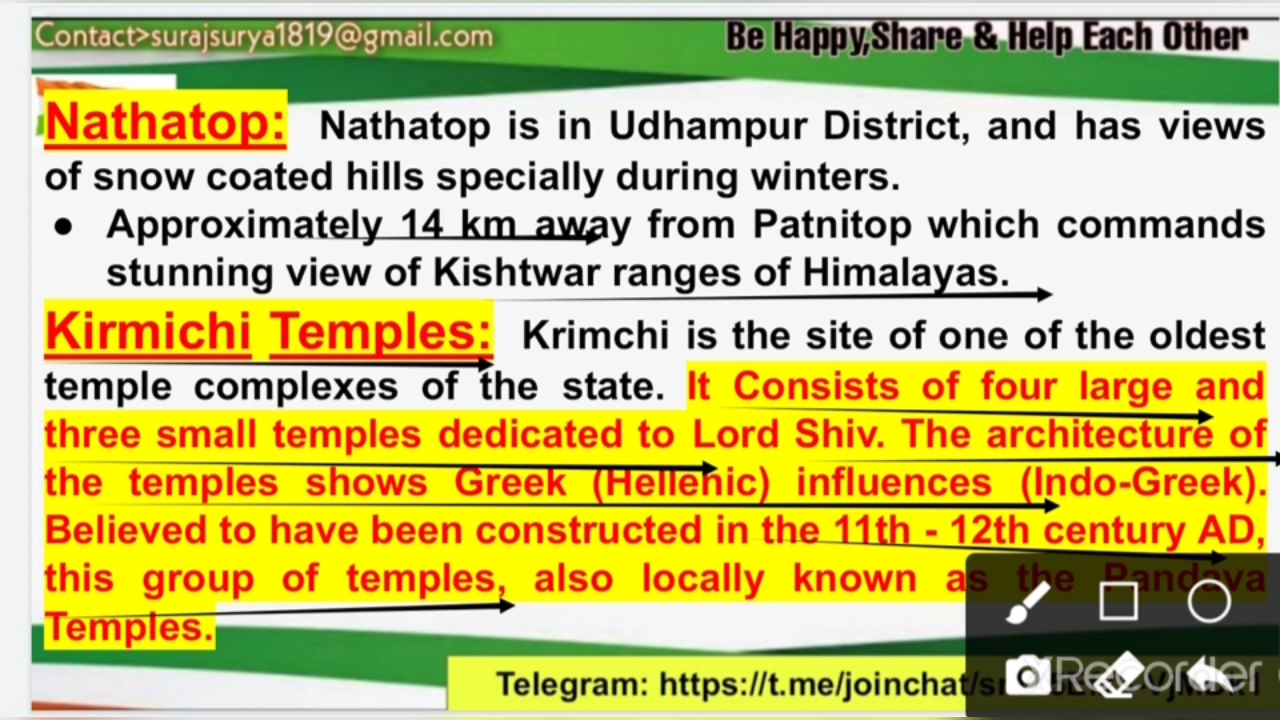 Contact>surajsurya1819@gmail.com
Be Happy,Share & Help Each Other
Nathatop: Nathatop is in Udhampur District, and has views
of snow coated hills specially during winters.
● Approximately 14 km away from Patnitop which commands
stunning view of Kishtwar ranges of Himalayas.
Kirmichi Temples: Krimchi is the site of one of the oldest
temple complexes of the state. It Consists of four large and
three small temples dedicated to Lord Shiv. The architecture of
the temples shows Greek (Hellenic) influences (Indo-Greek).
Believed to have been constructed in the 11th - 12th century AD,
this group of temples, also locally known as the Pandava
Temples.
Telegram: https://t.me/joinchat/
XRecorder